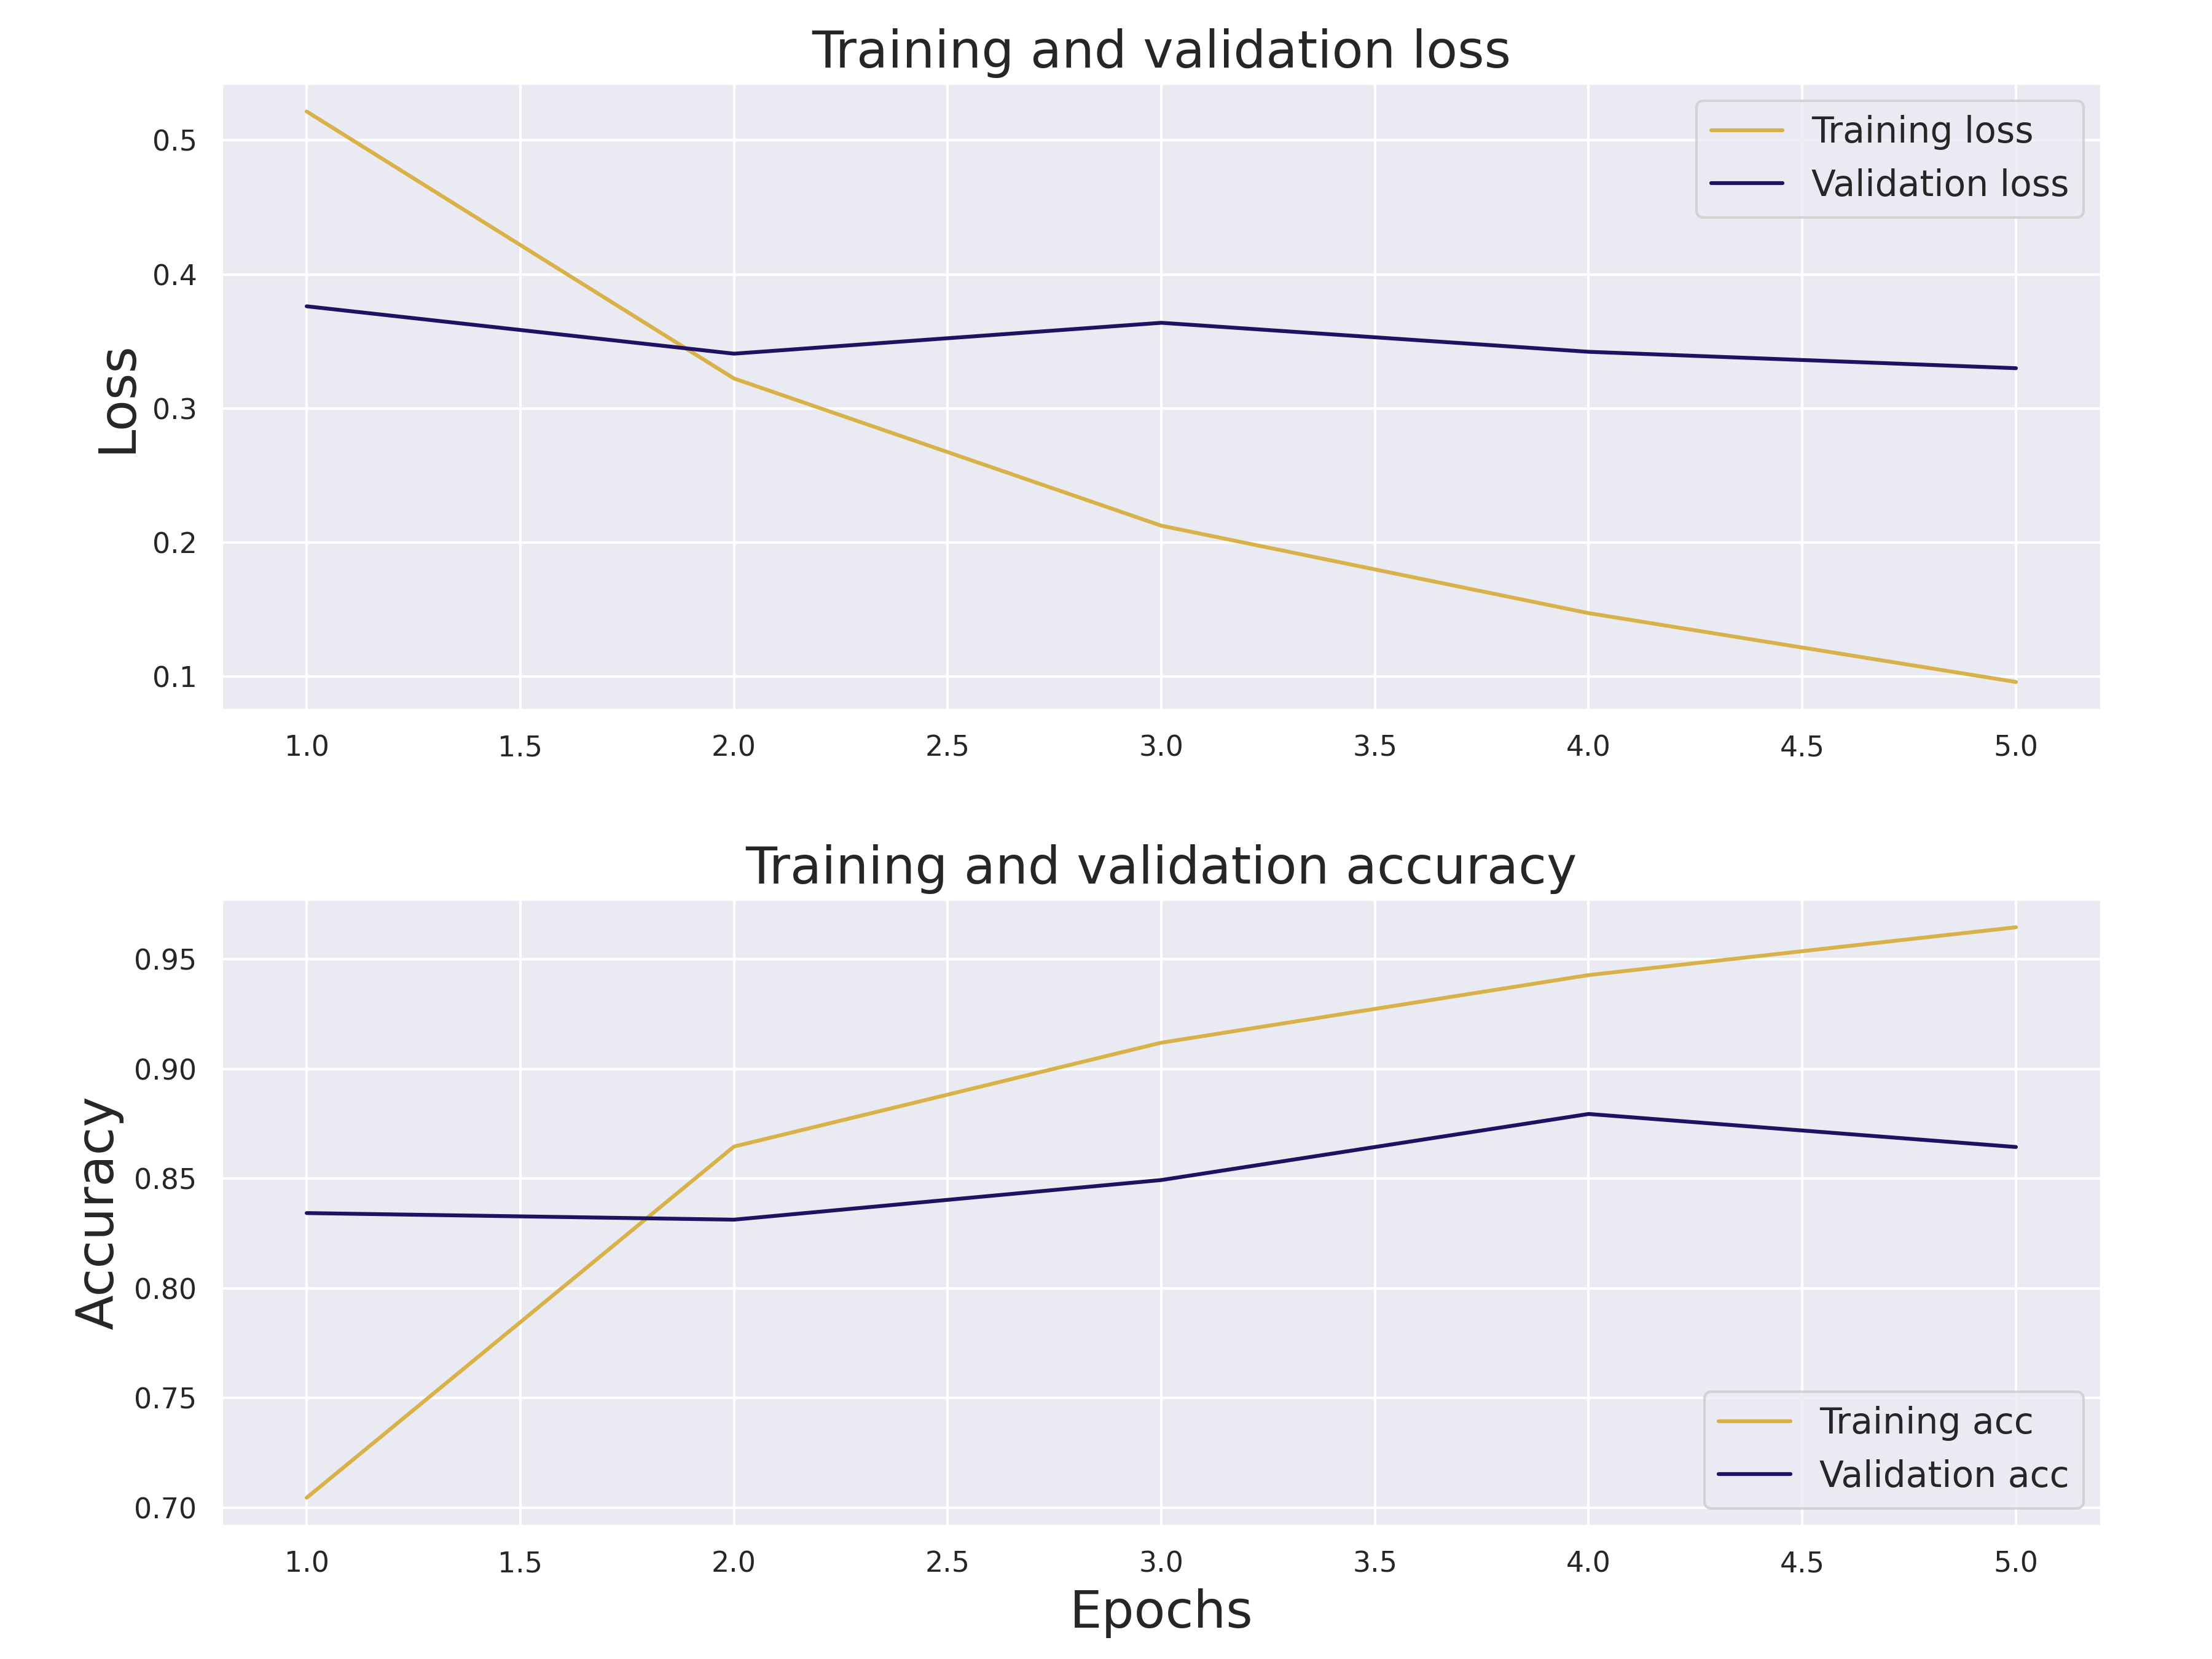 Training and validation loss
Training loss
Validation loss
Loss
0.5
0.4
0.3
0.2
0.1
1.0 1.5 2.0 2.5 3.0 3.5 4.0 4.5 5.0
Training and validation accuracy
Accuracy
0.95
0.90
0.85
0.80
0.75
0.70
Training acc
Validation acc
1.0 1.5 2.0 2.5 3.0 3.5 4.0 4.5 5.0
Epochs